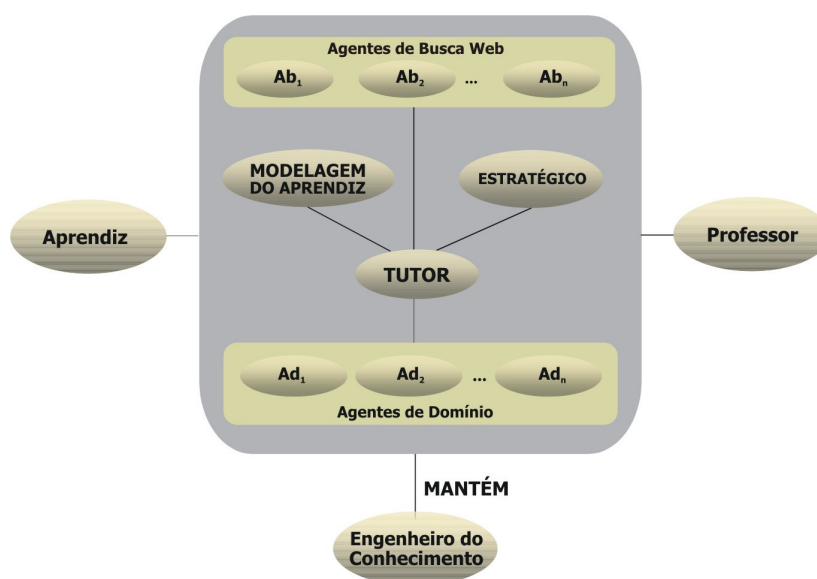 Agentes de Busca Web
Ab1 Ab2 ... Abn
MODELAGEM
DO APRENDIZ
ESTRATÉGICO
Aprendiz
Professor
TUTOR
Ad1 Ad2 ... Adn
Agentes de Domínio
MANTÉM
Engenheiro do
Conhecimento